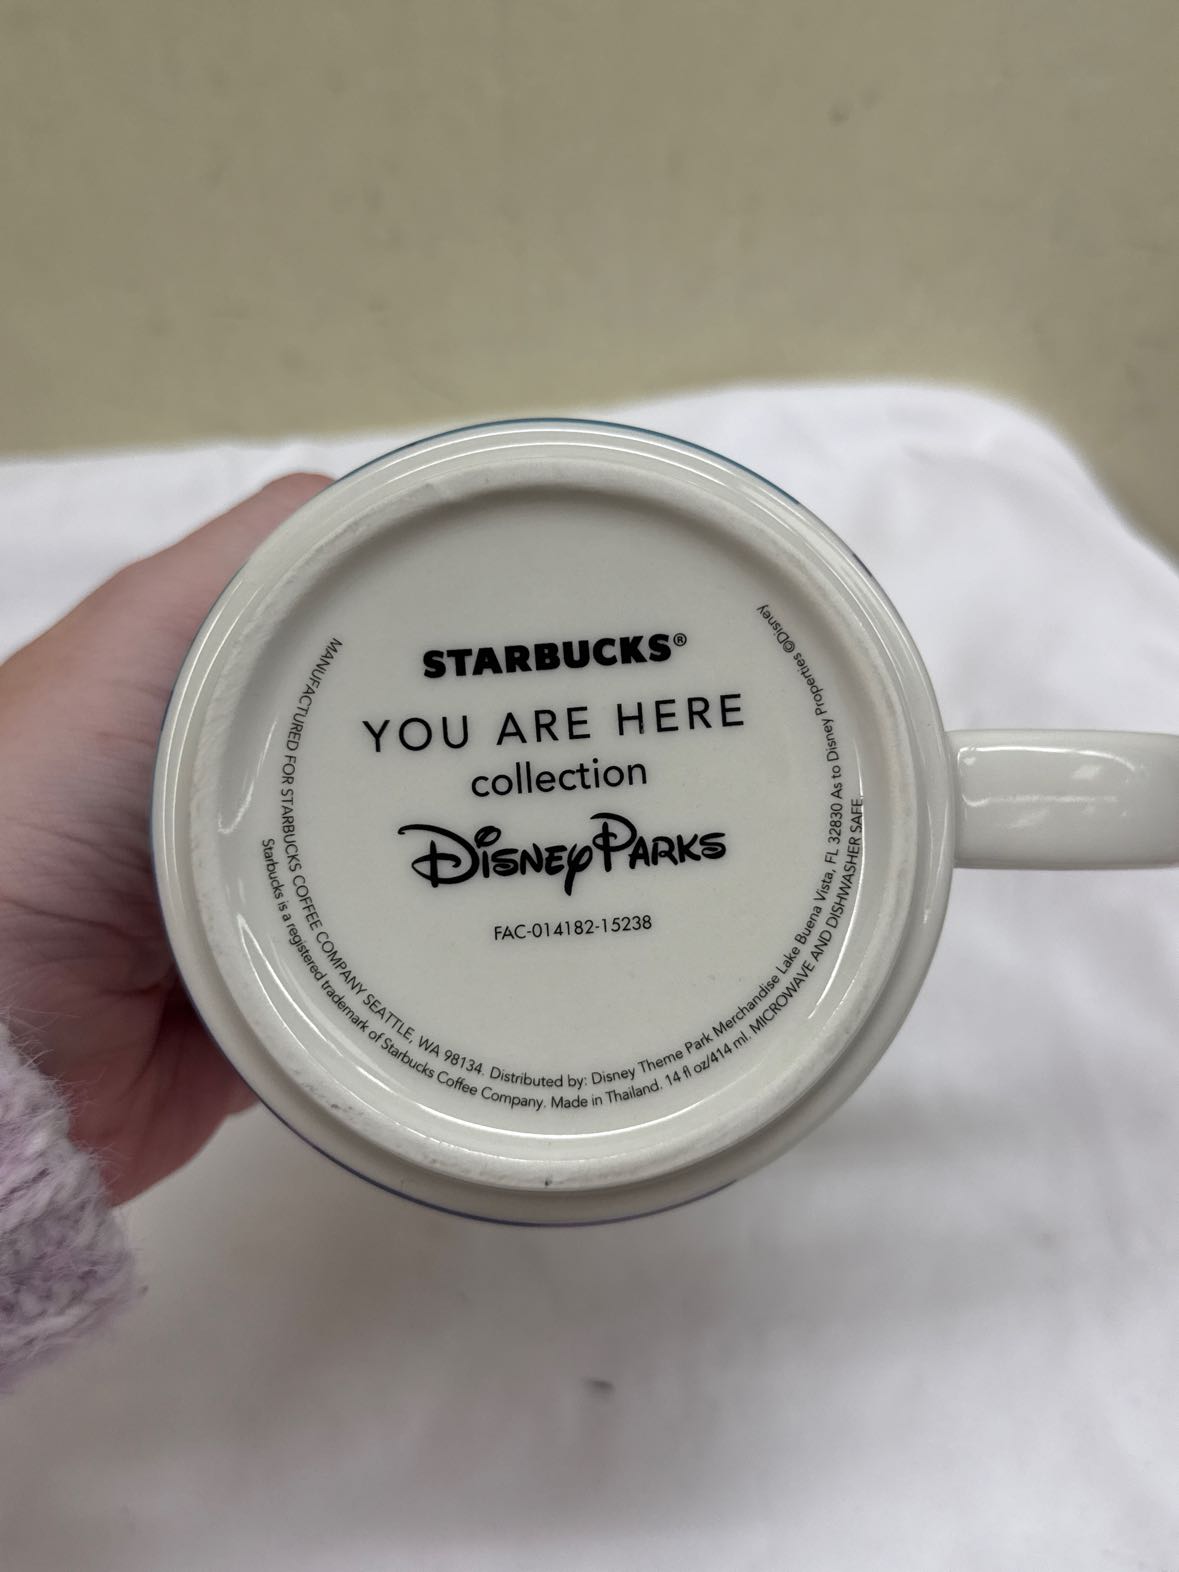 STARBUCKS®
YOU ARE HERE
collection
Disney Parks
FAC-014182-15238
MANUFACTURED FOR STARBUCKS COFFEE COMPANY SEATTLE, WA 98134. Distributed by: Disney Theme Park Merchandise Lake Buena Vista, FL 32830 As to Disney Properties ©Disney
Starbucks is a registered trademark of Starbucks Coffee Company. Made in Thailand. 14 fl oz/414 ml. MICROWAVE AND DISHWASHER SAFE.